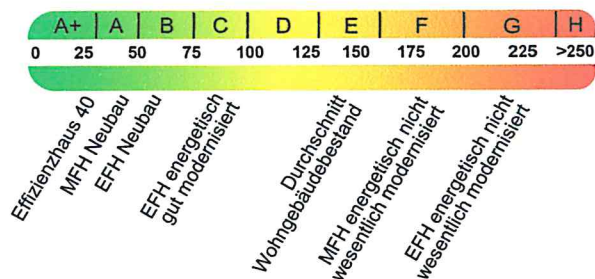 A+ A B C D E F G H
0 25 50 75 100 125 150 175 200 225 >250
Effizienzhaus 40
MFH Neubau
EFH Neubau
EFH energetisch
gut modernisiert
Durchschnitt
Wohngebäudebestand
MFH energetisch nicht
wesentlich modernisiert
EFH energetisch nicht
wesentlich modernisiert